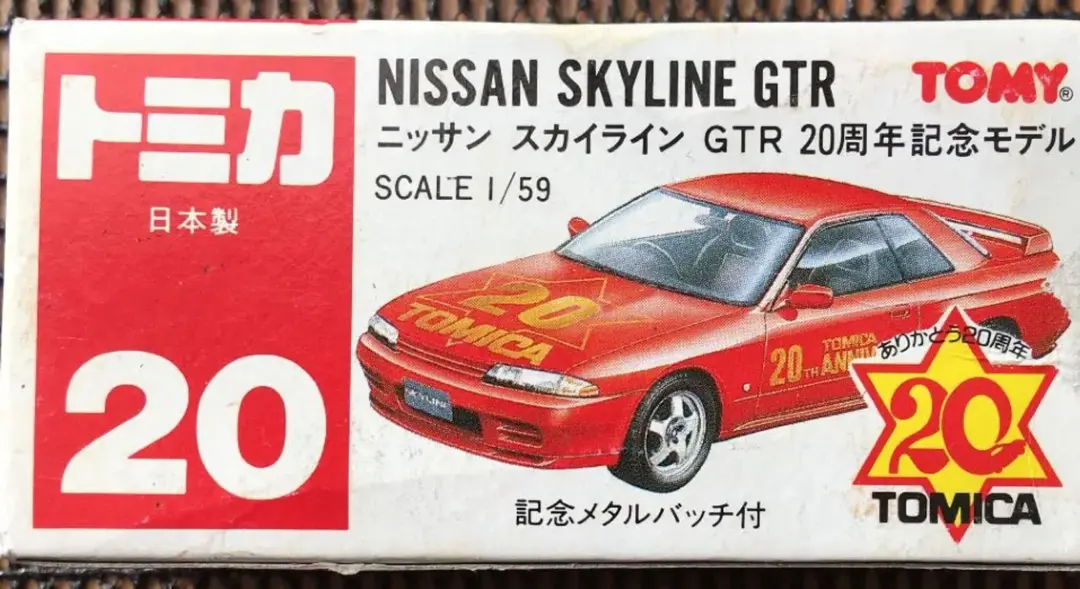 トミカ
日本製
20
NISSAN SKYLINE GTR
TOMY®
ニッサン スカイライン GTR 20周年記念モデル
SCALE 1/59
20
TOMICA
TOMICA
20TH ANNIV
SKYLINE
ありがとう20周年
20
TOMICA
記念メタルバッチ付